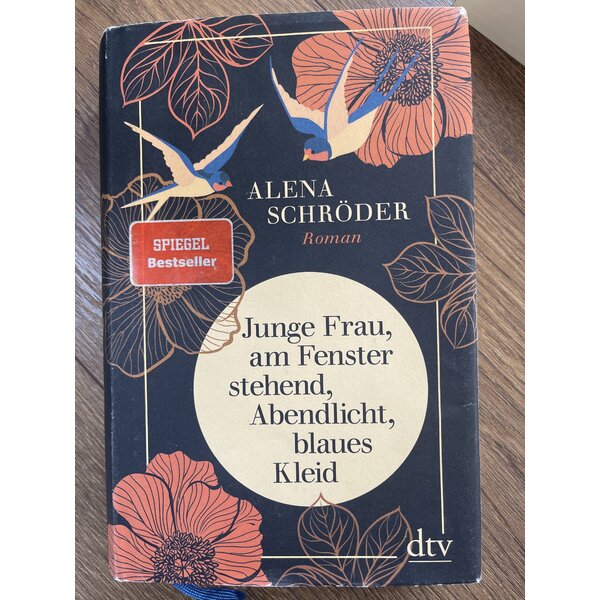 ALENA
SCHRÖDER
Roman
SPIEGEL
Bestseller
Junge Frau,
am Fenster
stehend,
Abendlicht,
blaues
Kleid
dtv